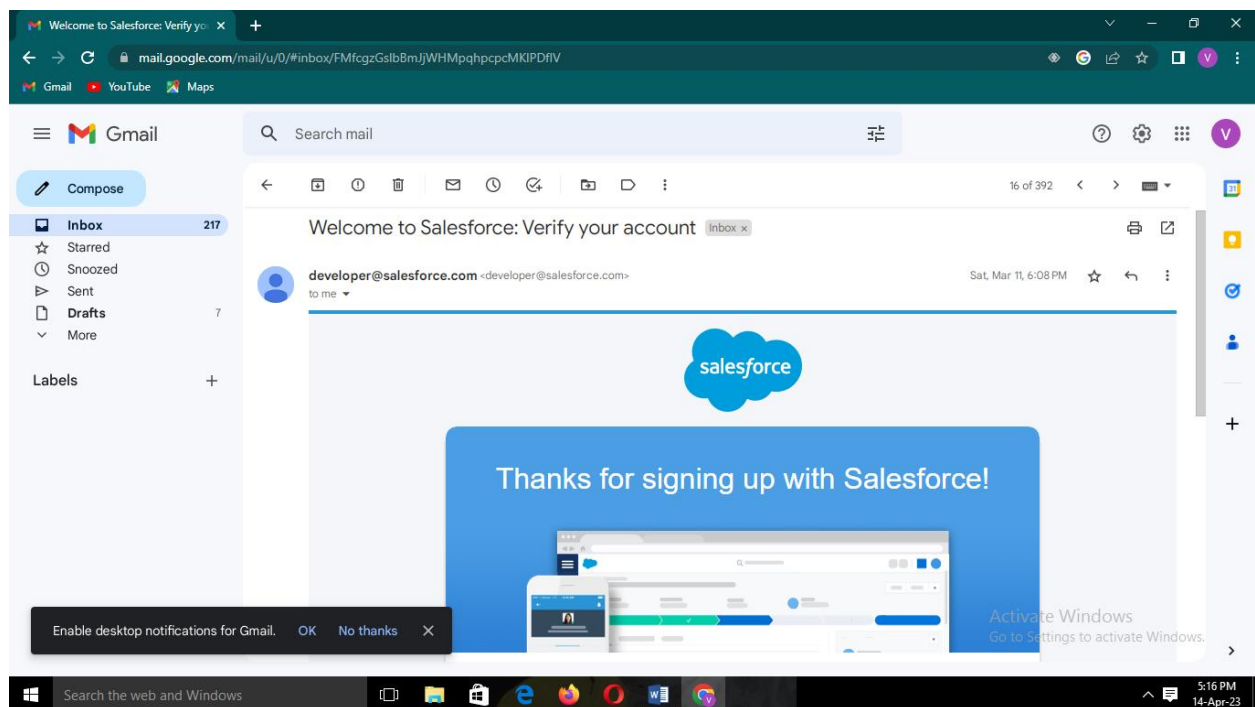 Welcome to Salesforce: Verify yo
mail.google.com/mail/u/0/#inbox/FMfcgzGslbBmJjWHMpqhpcpcMKlPDflV
Gmail YouTube Maps V
Gmail
Search mail
V
Compose
16 of 392
31
Inbox 217
Welcome to Salesforce: Verify your account Inbox x
Starred
Snoozed
developer@salesforce.com <developer@salesforce.com>
Sat, Mar 11, 6:08 PM
to me
Sent
Drafts 7
More
Labels
salesforce
Thanks for signing up with Salesforce!
Activate Windows
Go to Settings to activate Windows.
Enable desktop notifications for Gmail. OK No thanks
Search the web and Windows
5:16 PM
14-Apr-23